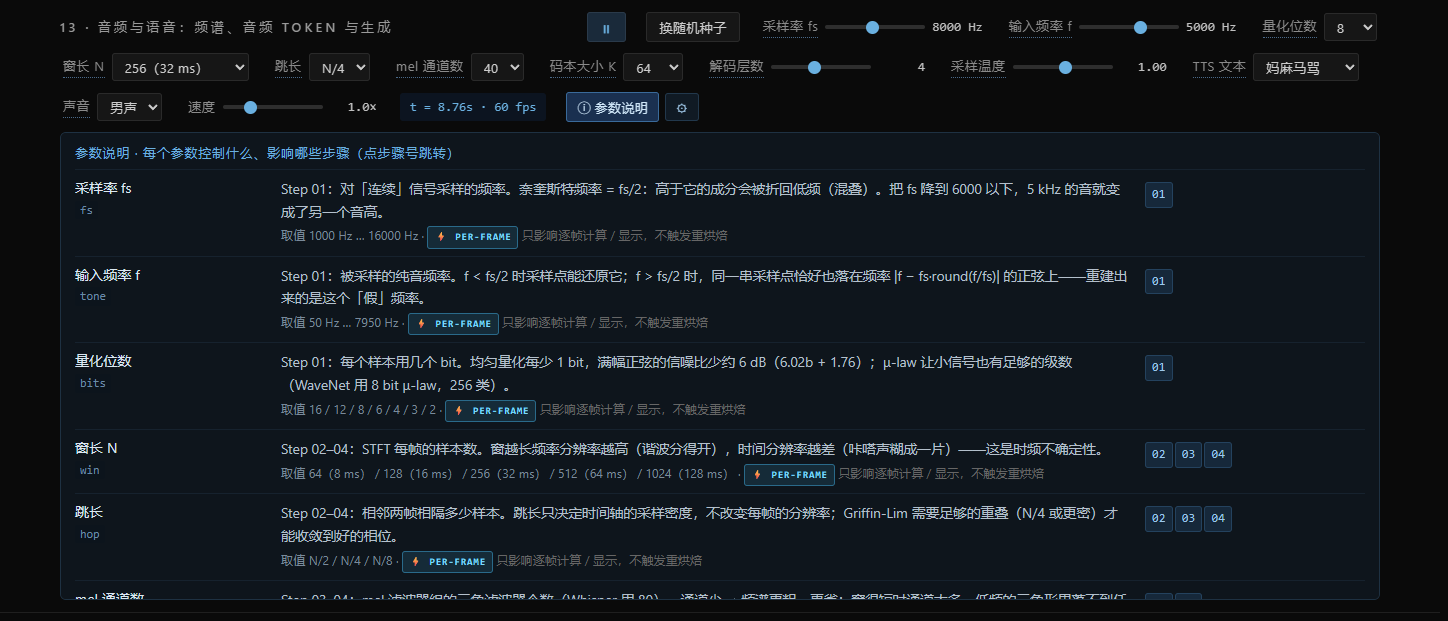 13 · 音频与语音：频谱、音频 TOKEN 与生成 ⏸ 换随机种子 采样率 fs 8000 Hz 输入频率 f 5000 Hz 量化位数 8
窗长 N 256（32 ms） 跳长 N/4 mel 通道数 40 码本大小 K 64 解码层数 4 采样温度 1.00 TTS 文本 妈麻马骂
声音 男声 速度 1.0× t = 8.76s · 60 fps ⓘ 参数说明 ⚙
参数说明 · 每个参数控制什么、影响哪些步骤（点步骤号跳转）
采样率 fs
fs
Step 01：对「连续」信号采样的频率。奈奎斯特频率 = fs/2：高于它的成分会被折回低频（混叠）。把 fs 降到 6000 以下，5 kHz 的音就变
成了另一个音高。
取值 1000 Hz … 16000 Hz · ⚡ PER-FRAME 只影响逐帧计算 / 显示，不触发重烘焙
01
输入频率 f
tone
Step 01：被采样的纯音频率。f < fs/2 时采样点能还原它；f > fs/2 时，同一串采样点恰好也落在频率 |f − fs·round(f/fs)| 的正弦上——重建出
来的是这个「假」频率。
取值 50 Hz … 7950 Hz · ⚡ PER-FRAME 只影响逐帧计算 / 显示，不触发重烘焙
01
量化位数
bits
Step 01：每个样本用几个 bit。均匀量化每少 1 bit，满幅正弦的信噪比少约 6 dB（6.02b + 1.76）；μ-law 让小信号也有足够的级数
（WaveNet 用 8 bit μ-law，256 类）。
取值 16 / 12 / 8 / 6 / 4 / 3 / 2 · ⚡ PER-FRAME 只影响逐帧计算 / 显示，不触发重烘焙
01
窗长 N
win
Step 02–04：STFT 每帧的样本数。窗越长频率分辨率越高（谐波分得开），时间分辨率越差（咔嗒声糊成一片）——这是时频不确定性。
取值 64（8 ms） / 128（16 ms） / 256（32 ms） / 512（64 ms） / 1024（128 ms） · ⚡ PER-FRAME 只影响逐帧计算 / 显示，不触发重烘焙
02 03 04
跳长
hop
Step 02–04：相邻两帧相隔多少样本。跳长只决定时间轴的采样密度，不改变每帧的分辨率；Griffin-Lim 需要足够的重叠（N/4 或更密）才
能收敛到好的相位。
取值 N/2 / N/4 / N/8 · ⚡ PER-FRAME 只影响逐帧计算 / 显示，不触发重烘焙
02 03 04
mel 通道数